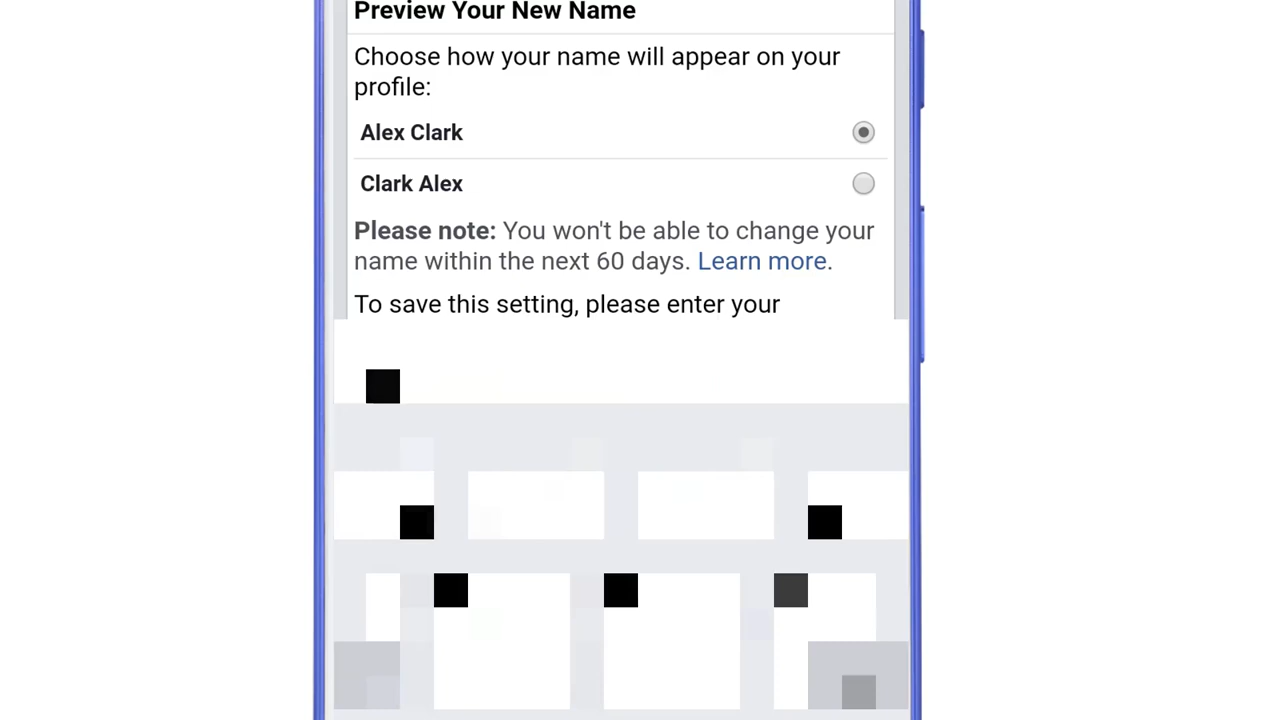 Preview Your New Name
Choose how your name will appear on your
profile:
Alex Clark
Clark Alex
Please note: You won't be able to change your
name within the next 60 days. Learn more.
To save this setting, please enter your